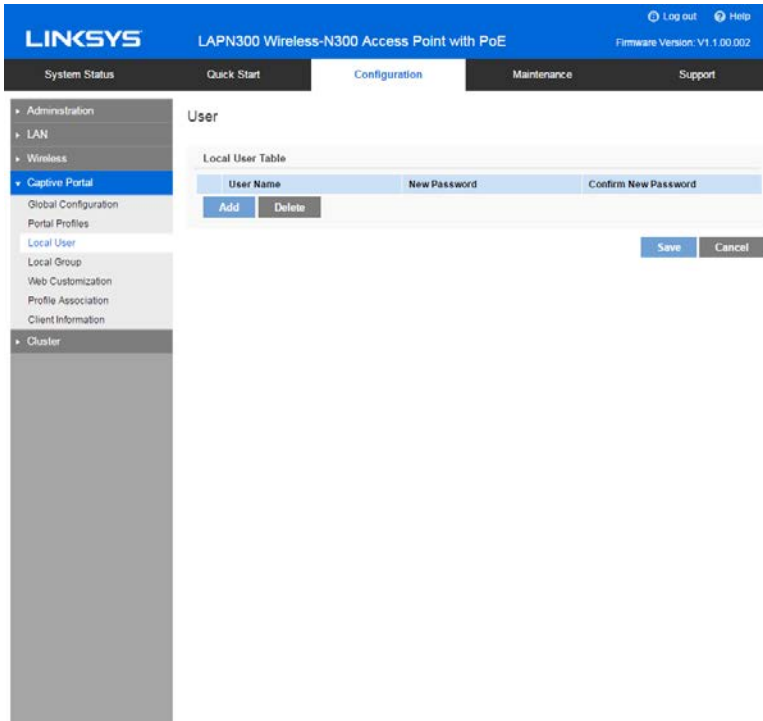 Log out Help
LINKSYS LAPN300 Wireless-N300 Access Point with PoE Firmware Version: V1.1.00.002
System Status Quick Start Configuration Maintenance Support
Administration
LAN
Wireless
Captive Portal
Global Configuration
Portal Profiles
Local User
Local Group
Web Customization
Profile Association
Client Information
Cluster
User
Local User Table
User Name New Password Confirm New Password
Add Delete
Save Cancel